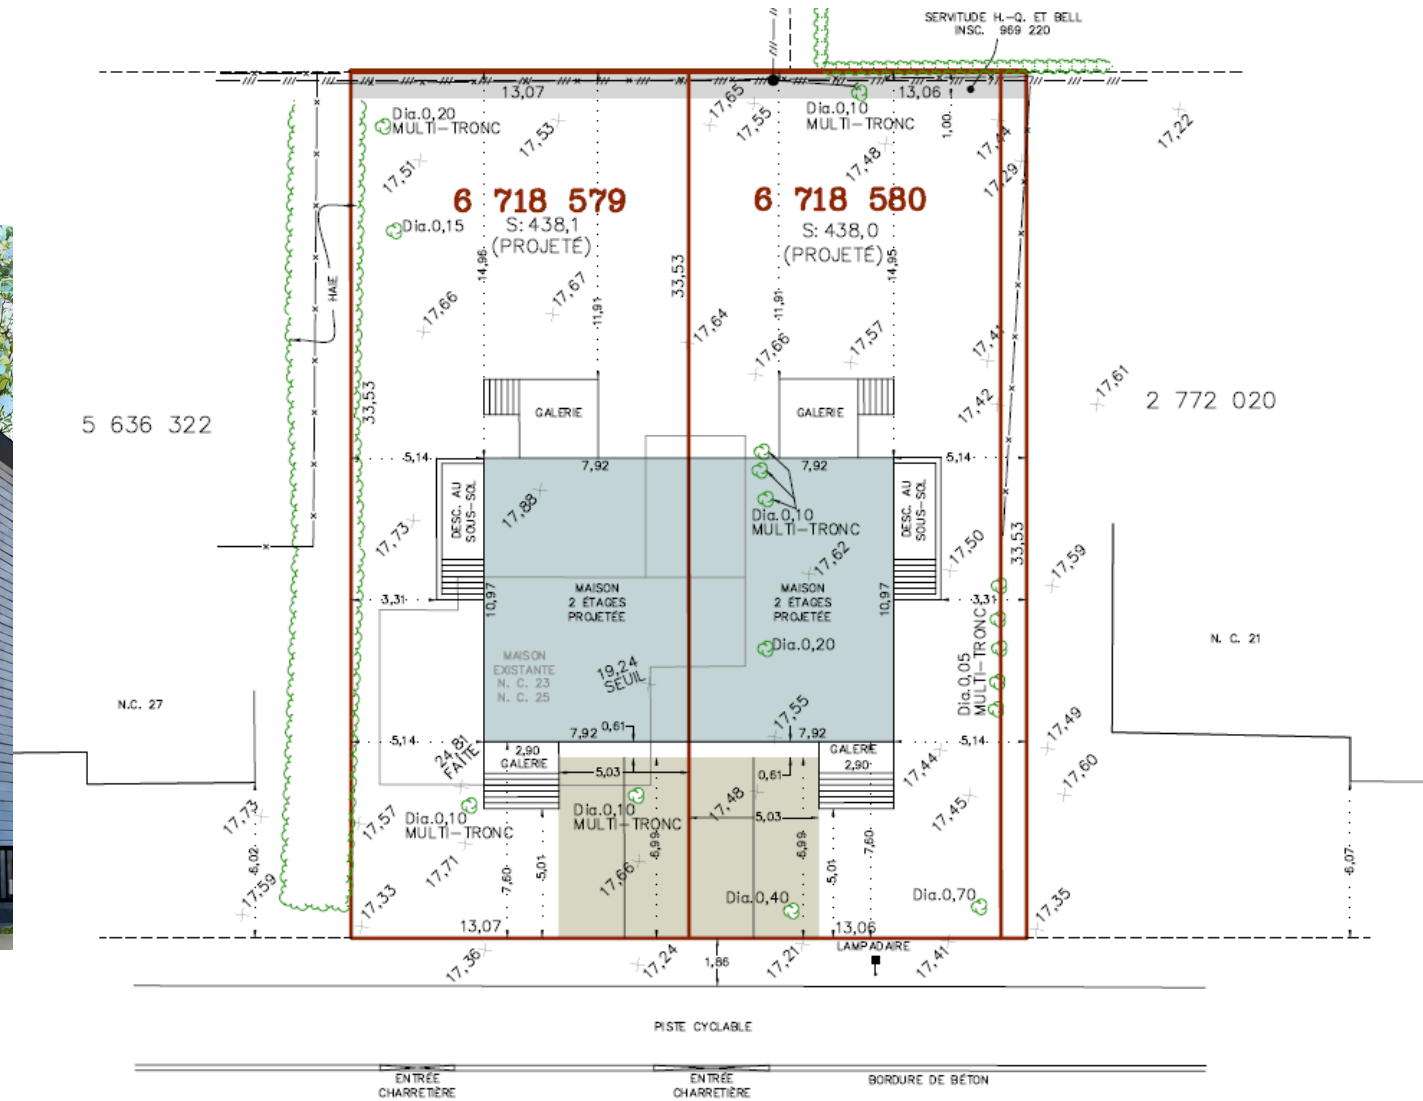 SERVITUDE H.-Q. ET BELL
INSC. 969 220
13,07
13,06
Dia.0,20
MULTI-TRONC
17,53
17,51
17,65
17,55
Dia.0,10
MULTI-TRONC
17,48
1,00
17,44
17,29
17,22
6 718 579
S: 438,1
(PROJETÉ)
6 718 580
S: 438,0
(PROJETÉ)
Dia.0,15
HAIE
14,96
33,53
14,95
17,66
17,67
11,91
17,64
11,91
17,66
17,57
17,41
17,42
17,61
33,53
5 636 322
2 772 020
GALERIE
GALERIE
5,14
7,92
7,92
5,14
DESC. AU
SOUS-SOL
17,88
17,73
Dia.0,10
MULTI-TRONC
DESC. AU
SOUS-SOL
17,50
33,53
17,59
17,62
3,31
10,97
MAISON
2 ÉTAGES
PROJETÉE
MAISON
2 ÉTAGES
PROJETÉE
10,97
3,31
N. C. 21
MAISON
EXISTANTE
N. C. 23
N. C. 25
19,24
SEUIL
Dia.0,20
Dia.0,05
MULTI-TRONC
N.C. 27
17,55
17,49
5,14
7,92
0,61
7,92
5,14
24,81
FAITE
2,90
GALERIE
GALERIE
2,90
5,03
0,61
17,44
17,60
17,73
17,57
Dia.0,10
MULTI-TRONC
Dia.0,10
MULTI-TRONC
17,48
5,03
17,45
6,02
17,71
7,60
5,01
17,66
6,99
6,99
5,01
7,60
6,07
17,59
17,33
Dia.0,40
Dia.0,70
17,35
13,07
13,06
LAMPADAIRE
17,36
17,24
1,86
17,21
17,41
PISTE CYCLABLE
ENTRÉE
CHARRETIÈRE
ENTRÉE
CHARRETIÈRE
BORDURE DE BÉTON